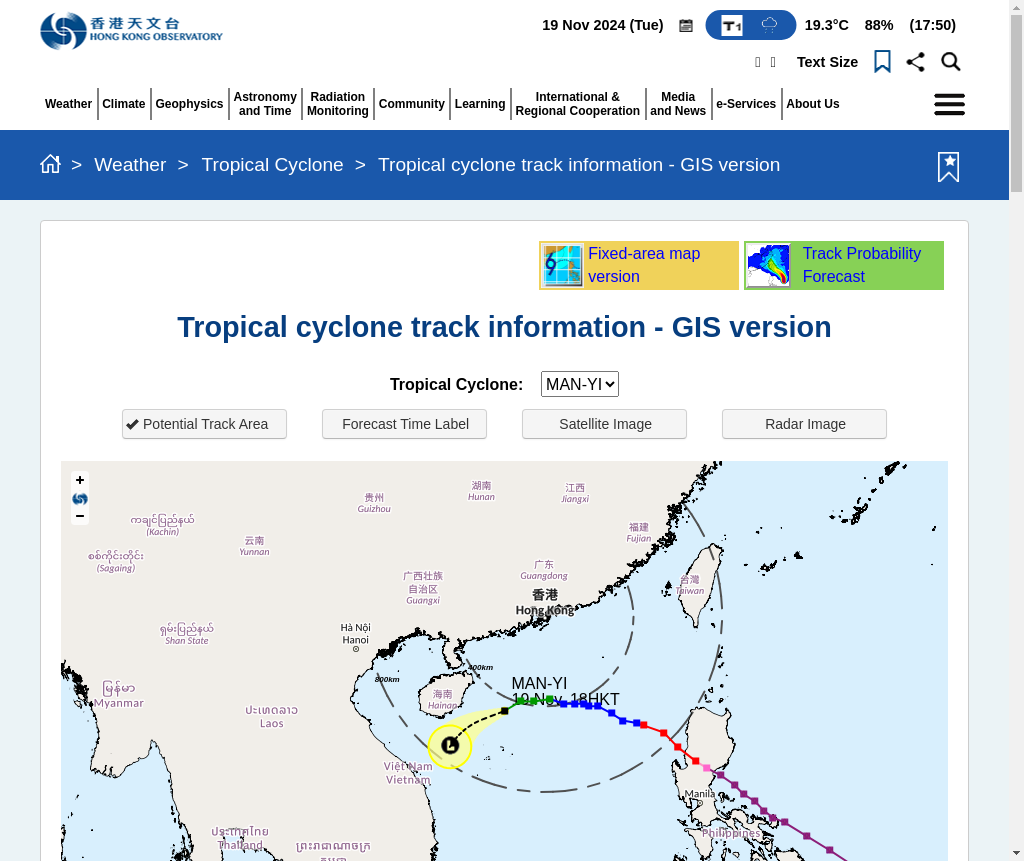 香港天文台
HONG KONG OBSERVATORY
19 Nov 2024 (Tue)
T1
19.3°C
88%
(17:50)
Text Size
Weather
Climate
Geophysics
Astronomy
and Time
Radiation
Monitoring
Community
Learning
International &
Regional Cooperation
Media
and News
e-Services
About Us
> Weather > Tropical Cyclone > Tropical cyclone track information - GIS version
Fixed-area map
version
Track Probability
Forecast
Tropical cyclone track information - GIS version
Tropical Cyclone: MAN-YI
Potential Track Area
Forecast Time Label
Satellite Image
Radar Image
+
−
湖南
Hunan
江西
Jiangxi
贵州
Guizhou
ကချင်ပြည်နယ်
(Kachin)
福建
Fujian
云南
Yunnan
စစ်ကိုင်းတိုင်း
(Sagaing)
广东
Guangdong
广西壮族
自治区
Guangxi
台灣
Taiwan
香港
Hong Kong
ရှမ်းပြည်နယ်
Shan State
Hà Nội
Hanoi
400km
800km
မြန်မာ
Myanmar
海南
Hainan
MAN-YI
19 Nov, 18HKT
ປະເທດລາວ
Laos
L
Việt Nam
Vietnam
Manila
Philippines
ประเทศไทย
Thailand
ព្រះរាជាណាចក្រ
កម្ពុជា